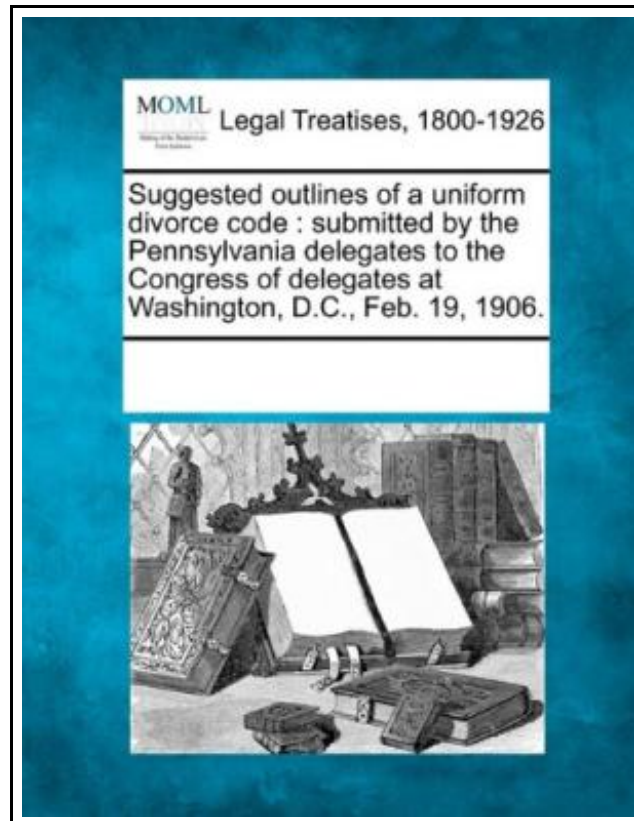 MOML
Legal Treatises, 1800-1926
Suggested outlines of a uniform
divorce code : submitted by the
Pennsylvania delegates to the
Congress of delegates at
Washington, D.C., Feb. 19, 1906.